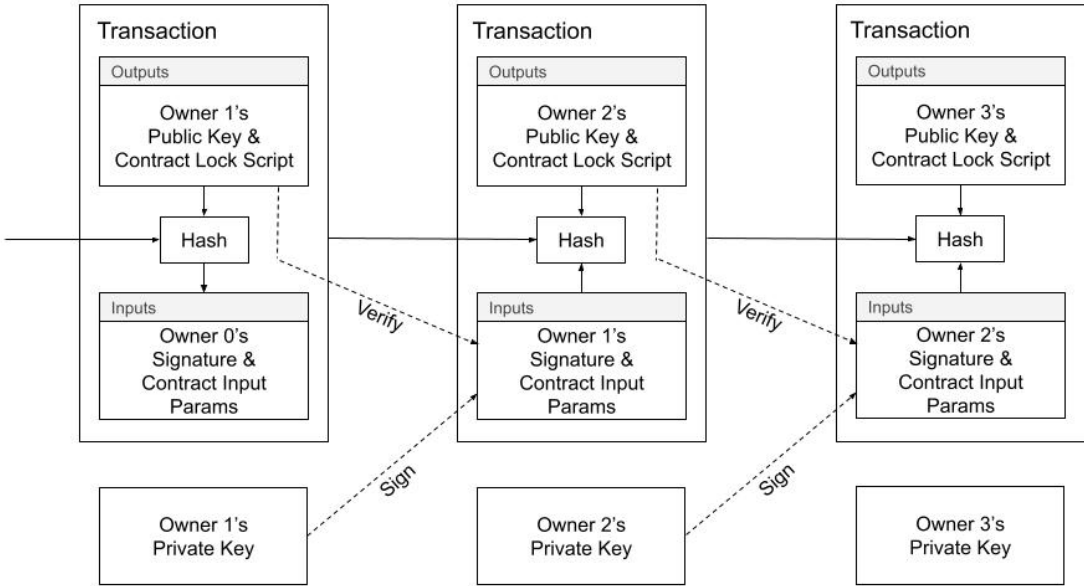 Transaction
Outputs
Owner 1's
Public Key &
Contract Lock Script
Hash
Inputs
Owner 0's
Signature &
Contract Input
Params
Transaction
Outputs
Owner 2's
Public Key &
Contract Lock Script
Hash
Inputs
Owner 1's
Signature &
Contract Input
Params
Transaction
Outputs
Owner 3's
Public Key &
Contract Lock Script
Hash
Inputs
Owner 2's
Signature &
Contract Input
Params
Verify
Verify
Sign
Sign
Owner 1's
Private Key
Owner 2's
Private Key
Owner 3's
Private Key